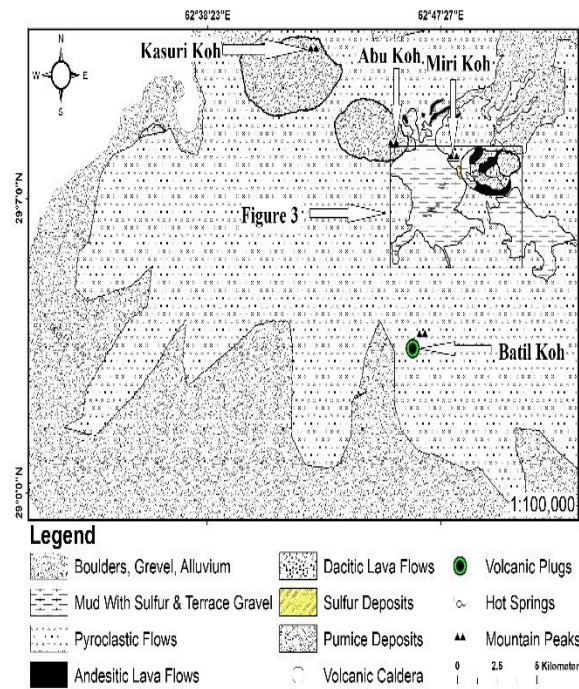 62°38'23"E 62°47'27"E
N
W E
S
Kasuri Koh
Abu Koh
Miri Koh
29°7'0"N
Figure 3
Batil Koh
29°0'0"N
1:100,000
Legend
Boulders, Grevel, Alluvium
Mud With Sulfur & Terrace Gravel
Pyroclastic Flows
Andesitic Lava Flows
Dacitic Lava Flows
Sulfur Deposits
Pumice Deposits
Volcanic Caldera
Volcanic Plugs
Hot Springs
Mountain Peaks
0 2.5 5 Kilometer